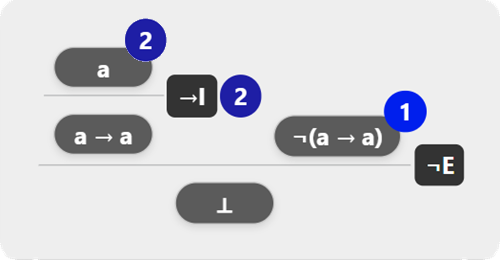 2
a
→I 2
a → a
1
¬(a → a)
¬E
⊥